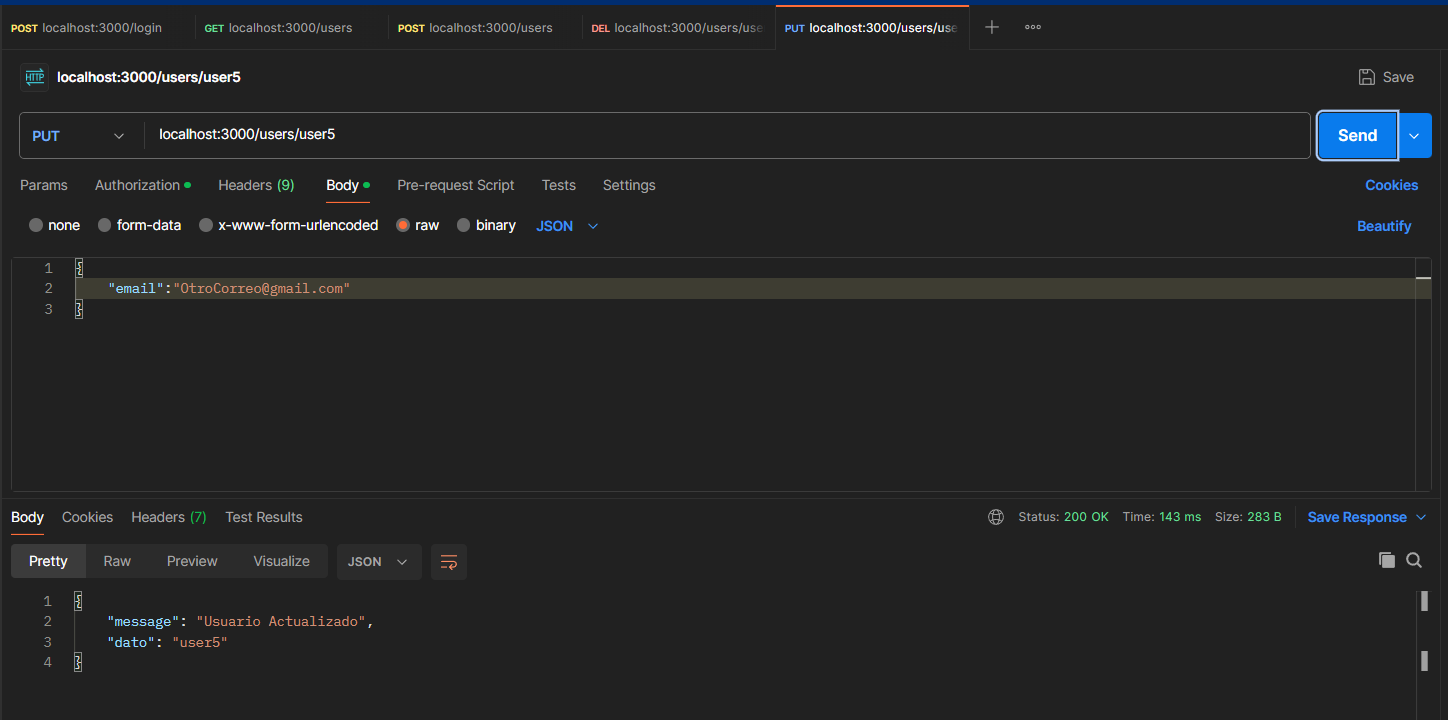 POST localhost:3000/login GET localhost:3000/users POST localhost:3000/users DEL localhost:3000/users/use PUT localhost:3000/users/use
HTTP localhost:3000/users/user5 Save
PUT localhost:3000/users/user5 Send
Params Authorization Headers (9) Body Pre-request Script Tests Settings Cookies
none form-data x-www-form-urlencoded raw binary JSON Beautify
1 {
2 "email":"OtroCorreo@gmail.com"
3 }
Body Cookies Headers (7) Test Results Status: 200 OK Time: 143 ms Size: 283 B Save Response
Pretty Raw Preview Visualize JSON
1 {
2 "message": "Usuario Actualizado",
3 "dato": "user5"
4 }